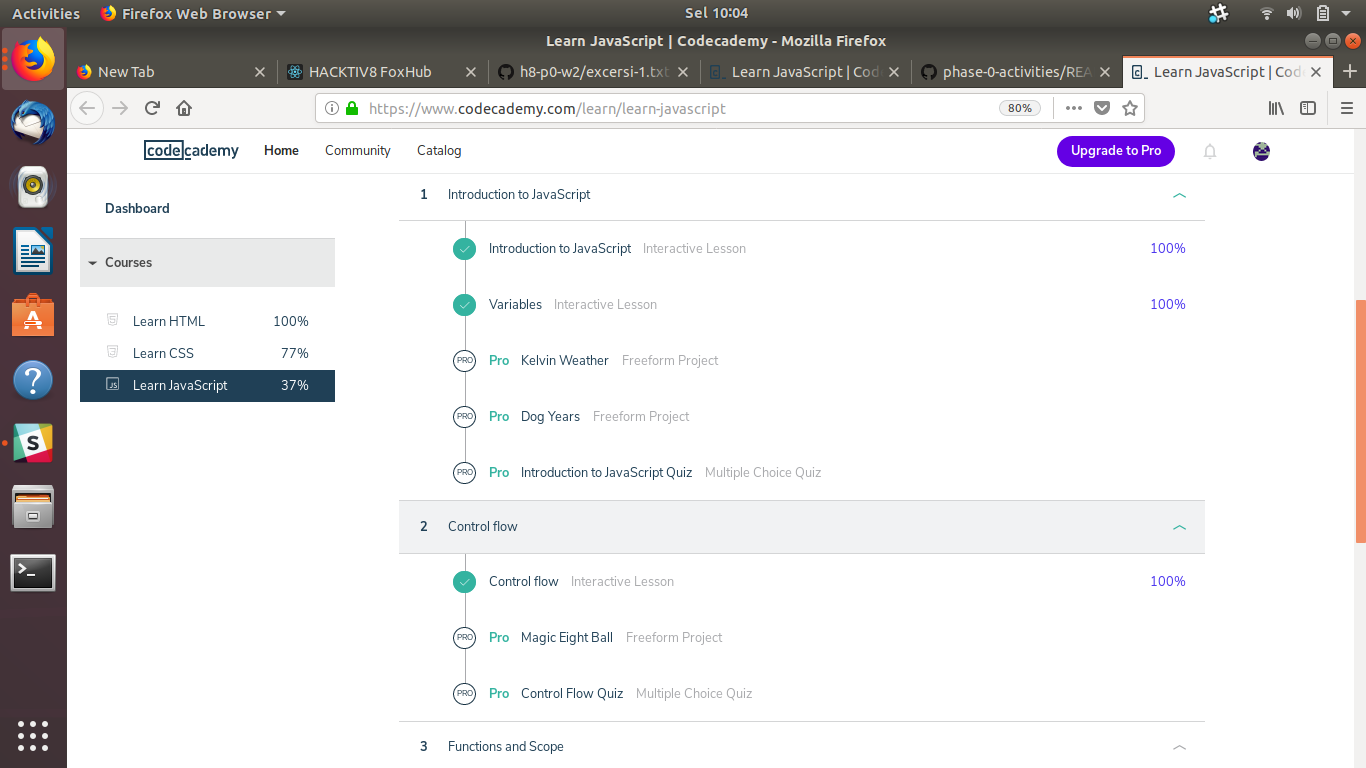 Activities Firefox Web Browser Sel 10:04
Learn JavaScript | Codecademy - Mozilla Firefox
New Tab HACKTIV8 FoxHub h8-p0-w2/excersi-1.txt Learn JavaScript | Cod phase-0-activities/REA Learn JavaScript | Code
https://www.codecademy.com/learn/learn-javascript 80%
codecademy Home Community Catalog Upgrade to Pro
1 Introduction to JavaScript
Dashboard
Introduction to JavaScript Interactive Lesson 100%
Courses
Variables Interactive Lesson 100%
Learn HTML 100%
Learn CSS 77%
PRO Pro Kelvin Weather Freeform Project
JS Learn JavaScript 37%
PRO Pro Dog Years Freeform Project
PRO Pro Introduction to JavaScript Quiz Multiple Choice Quiz
2 Control flow
Control flow Interactive Lesson 100%
PRO Pro Magic Eight Ball Freeform Project
PRO Pro Control Flow Quiz Multiple Choice Quiz
3 Functions and Scope